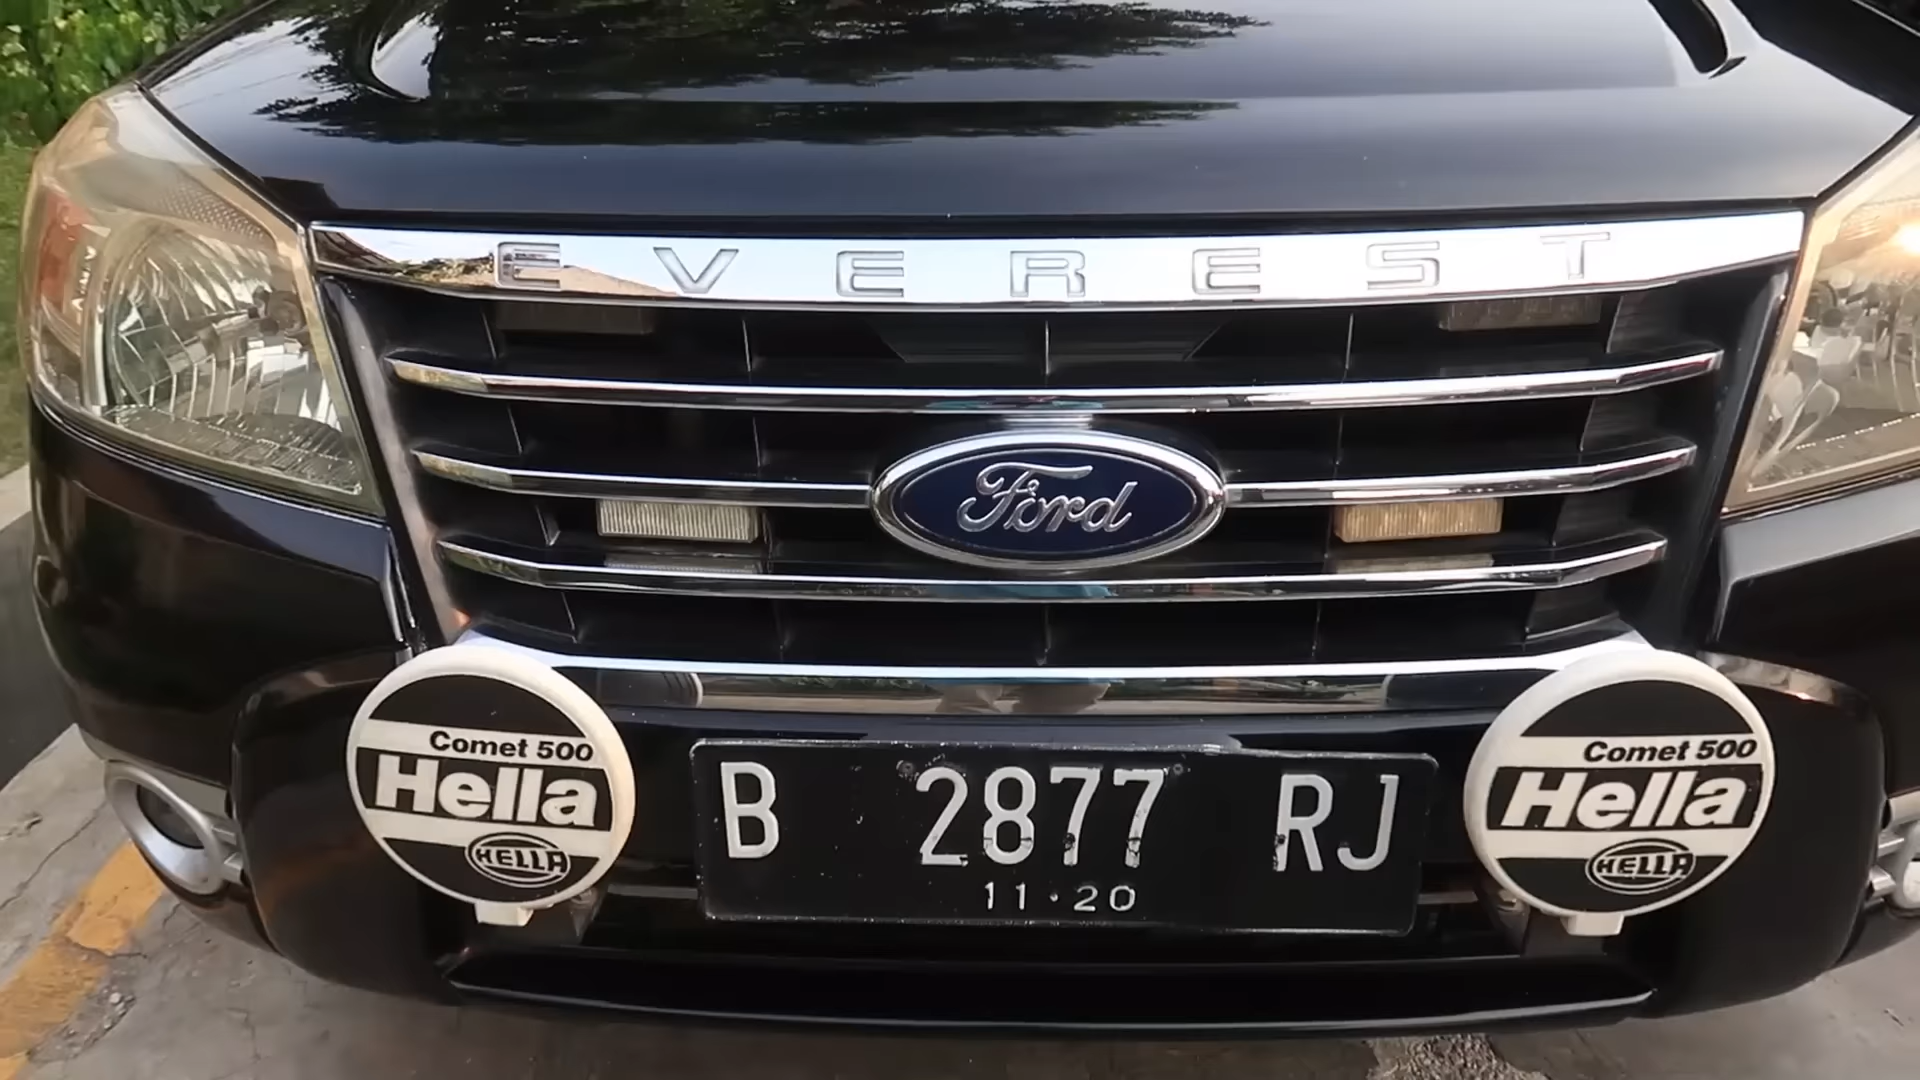 EVEREST
Ford
Comet 500
Hella
HELLA
B 2877 RJ
11·20
Comet 500
Hella
HELLA